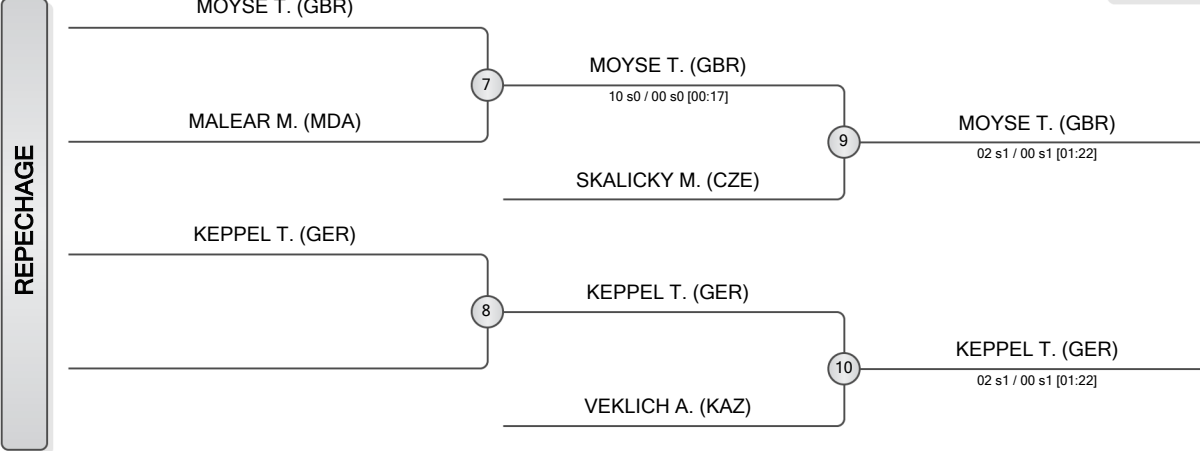 REPECHAGE
MOYSE T. (GBR)
7
MALEAR M. (MDA)
MOYSE T. (GBR)
10 s0 / 00 s0 [00:17]
9
SKALICKY M. (CZE)
MOYSE T. (GBR)
02 s1 / 00 s1 [01:22]
KEPPEL T. (GER)
8
KEPPEL T. (GER)
10
VEKLICH A. (KAZ)
KEPPEL T. (GER)
02 s1 / 00 s1 [01:22]